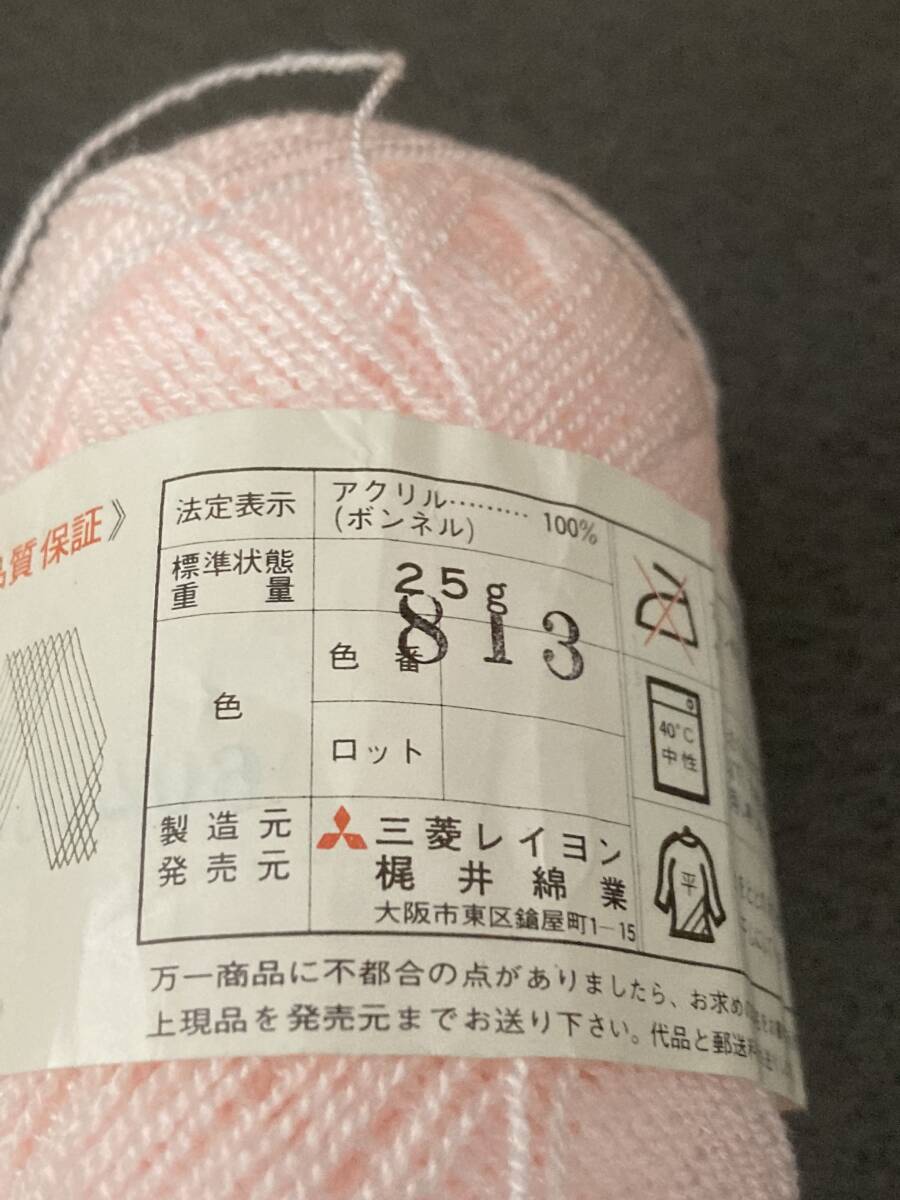 質保証》
法定表示
アクリル……… 100%
(ボンネル)
標準状態
重量
25g
色
色番
813
ロット
製造元
三菱レイヨン
発売元
梶井綿業
大阪市東区鎗屋町1-15
40°C
中性
平
万一商品に不都合の点がありましたら、お求め
上現品を発売元までお送り下さい。代品と郵送